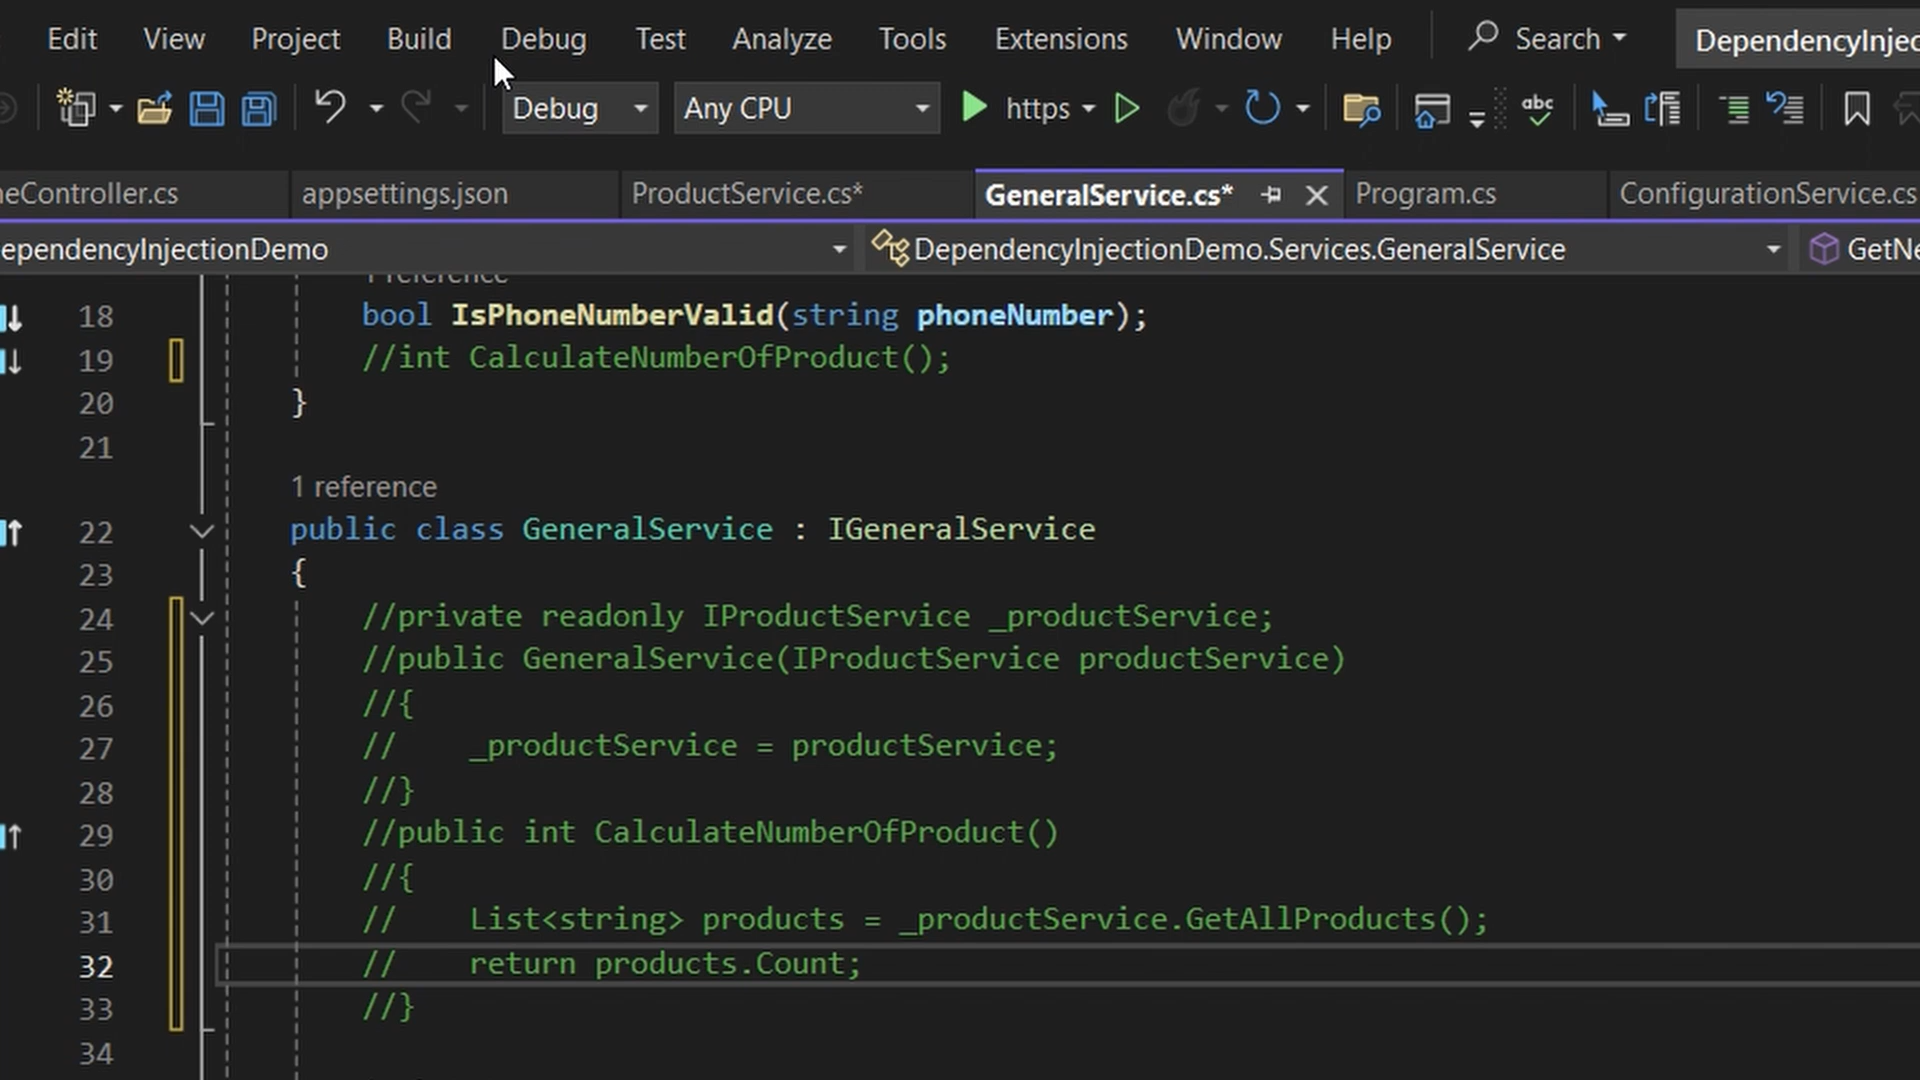 Edit View Project Build Debug Test Analyze Tools Extensions Window Help Search DependencyInjec
Debug Any CPU https abc
neController.cs appsettings.json ProductService.cs* GeneralService.cs* Program.cs ConfigurationService.cs
ependencyInjectionDemo DependencyInjectionDemo.Services.GeneralService GetNe
1 reference
18 bool IsPhoneNumberValid(string phoneNumber);
19 //int CalculateNumberOfProduct();
20 }
21
1 reference
22 public class GeneralService : IGeneralService
23 {
24 //private readonly IProductService _productService;
25 //public GeneralService(IProductService productService)
26 //{
27 //    _productService = productService;
28 //}
29 //public int CalculateNumberOfProduct()
30 //{
31 //    List<string> products = _productService.GetAllProducts();
32 //    return products.Count;
33 //}
34